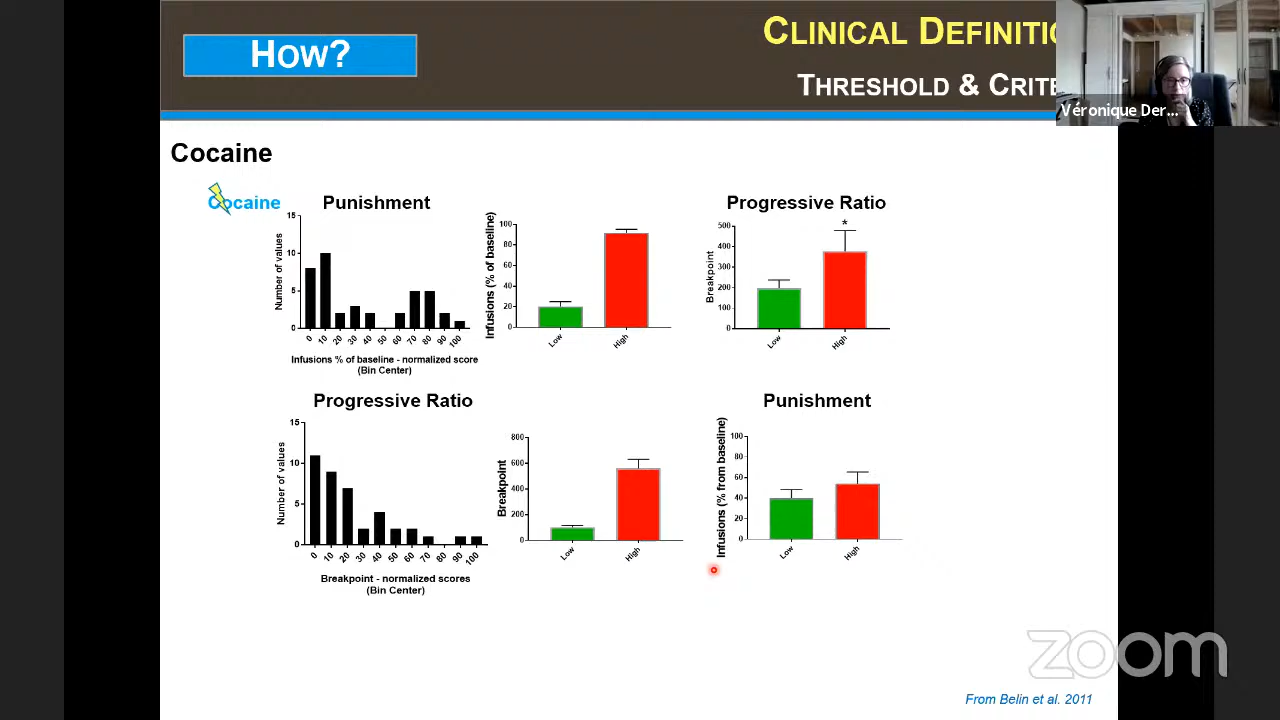 HOW?
CLINICAL DEFINITIO
THRESHOLD & CRITE
Véronique Der...
Cocaine
Cocaine
Punishment
Number of values
15
10
5
0
0 10 20 30 40 50 60 70 80 90 100
Infusions % of baseline - normalized score
(Bin Center)
Infusions (% of baseline)
100
80
60
40
20
0
Low High
Progressive Ratio
Breakpoint
500
400
300
200
100
0
*
Low High
Progressive Ratio
Number of values
15
10
5
0
0 10 20 30 40 50 60 70 80 90 100
Breakpoint - normalized scores
(Bin Center)
Breakpoint
800
600
400
200
0
Low High
Punishment
Infusions (% from baseline)
100
80
60
40
20
0
Low High
zoom
From Belin et al. 2011